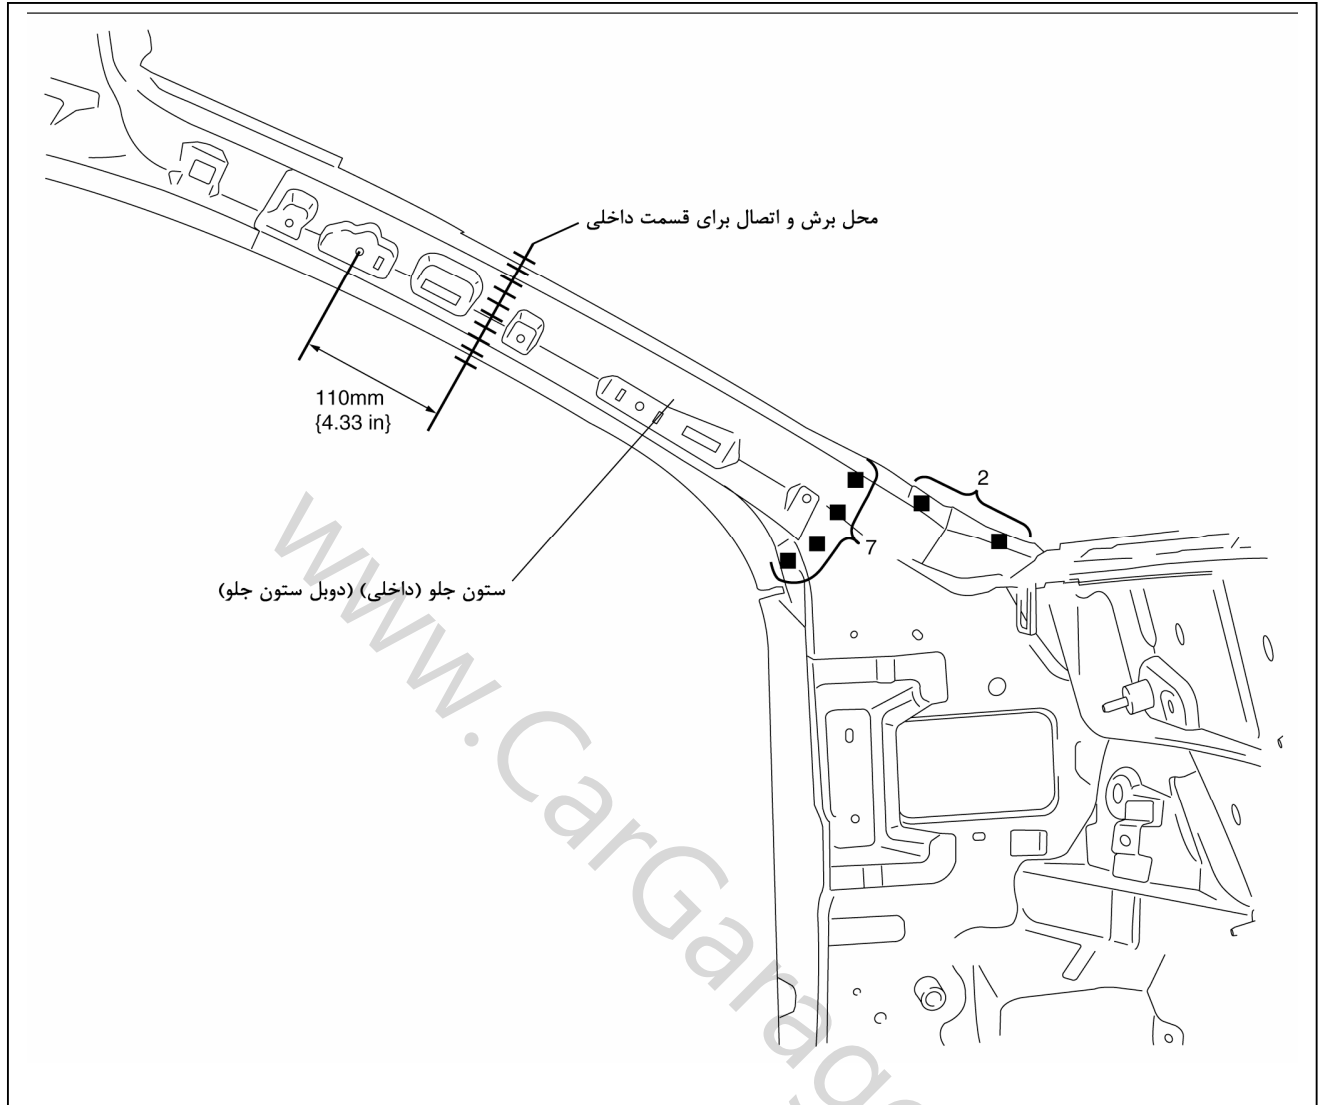 محل برش و اتصال برای قسمت داخلی
110mm
{4.33 in}
2
7
ستون جلو (داخلی) (دوبل ستون جلو)
www.CarGarage